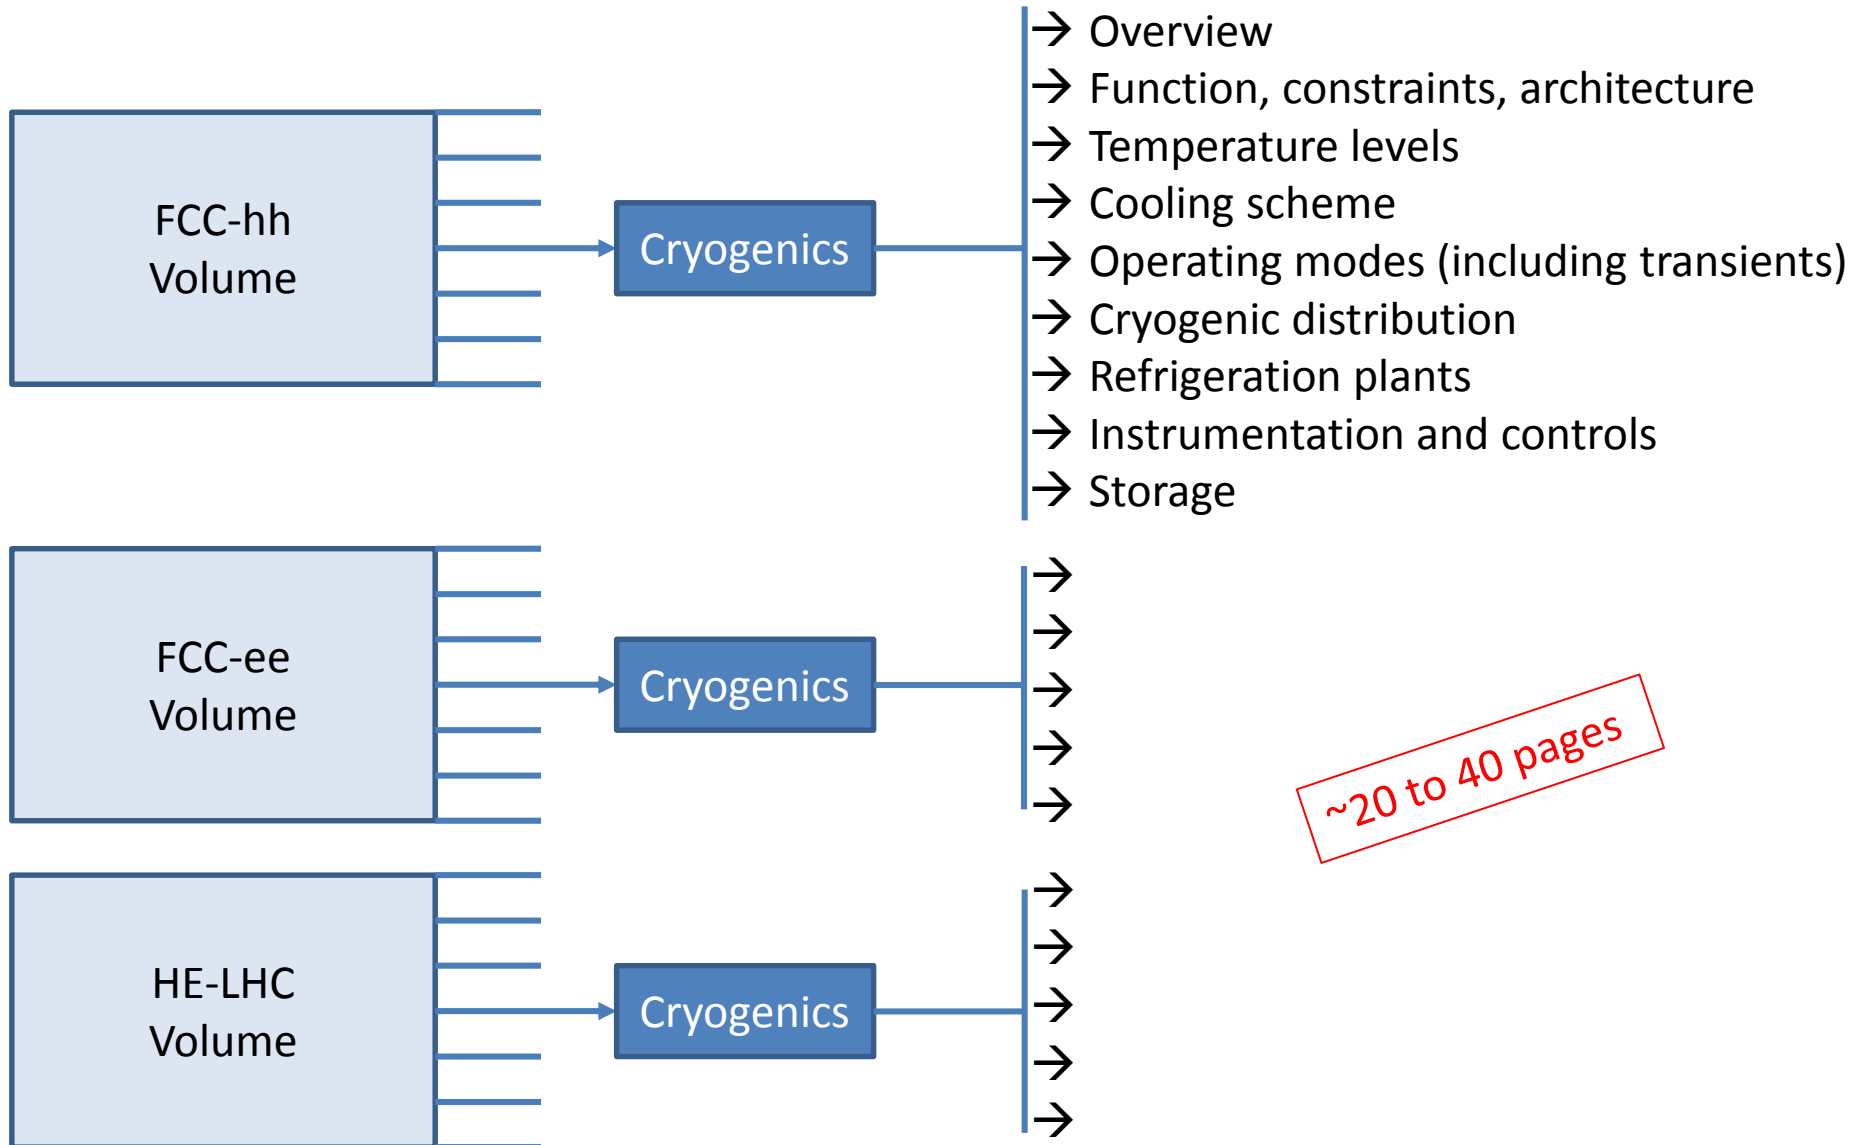 FCC-hh
Volume
Cryogenics
→ Overview
→ Function, constraints, architecture
→ Temperature levels
→ Cooling scheme
→ Operating modes (including transients)
→ Cryogenic distribution
→ Refrigeration plants
→ Instrumentation and controls
→ Storage
FCC-ee
Volume
Cryogenics
~20 to 40 pages
HE-LHC
Volume
Cryogenics